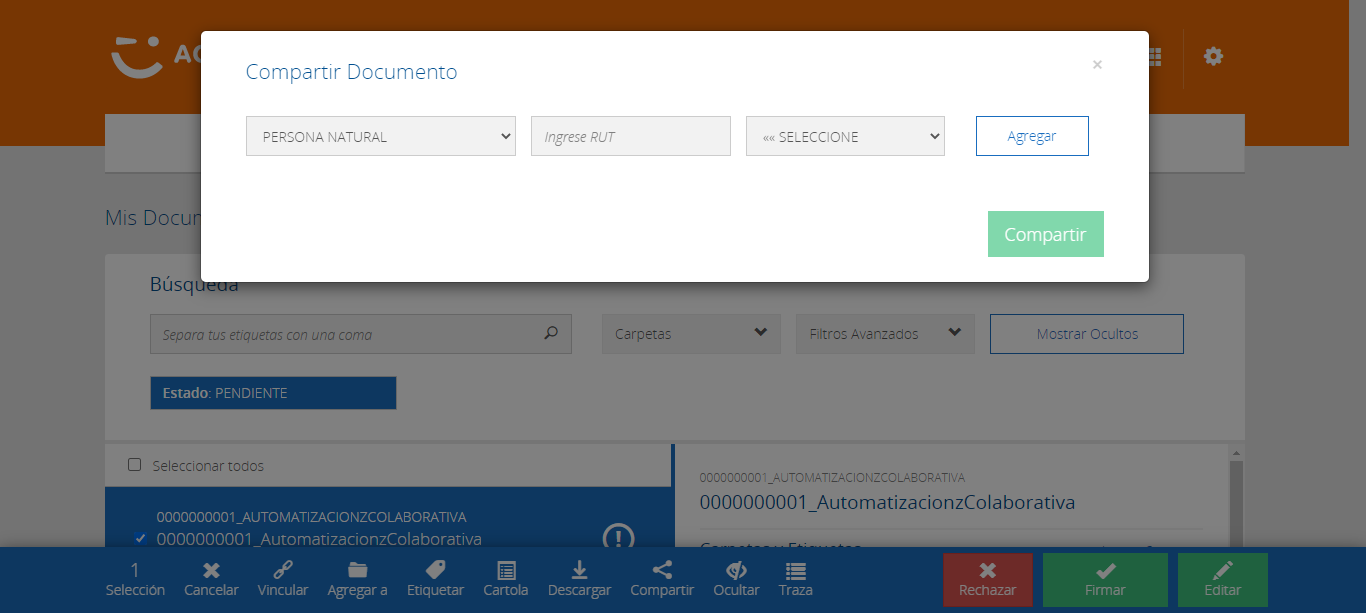 Compartir Documento
×
PERSONA NATURAL
Ingrese RUT
«« SELECCIONE
Agregar
Compartir
Búsqueda
Separa tus etiquetas con una coma
Carpetas
Filtros Avanzados
Mostrar Ocultos
Estado: PENDIENTE
Seleccionar todos
0000000001_AUTOMATIZACIONZCOLABORATIVA
0000000001_AutomatizacionzColaborativa
0000000001_AUTOMATIZACIONZCOLABORATIVA
0000000001_AutomatizacionzColaborativa
1
Selección
Cancelar
Vincular
Agregar a
Etiquetar
Cartola
Descargar
Compartir
Ocultar
Traza
Rechazar
Firmar
Editar